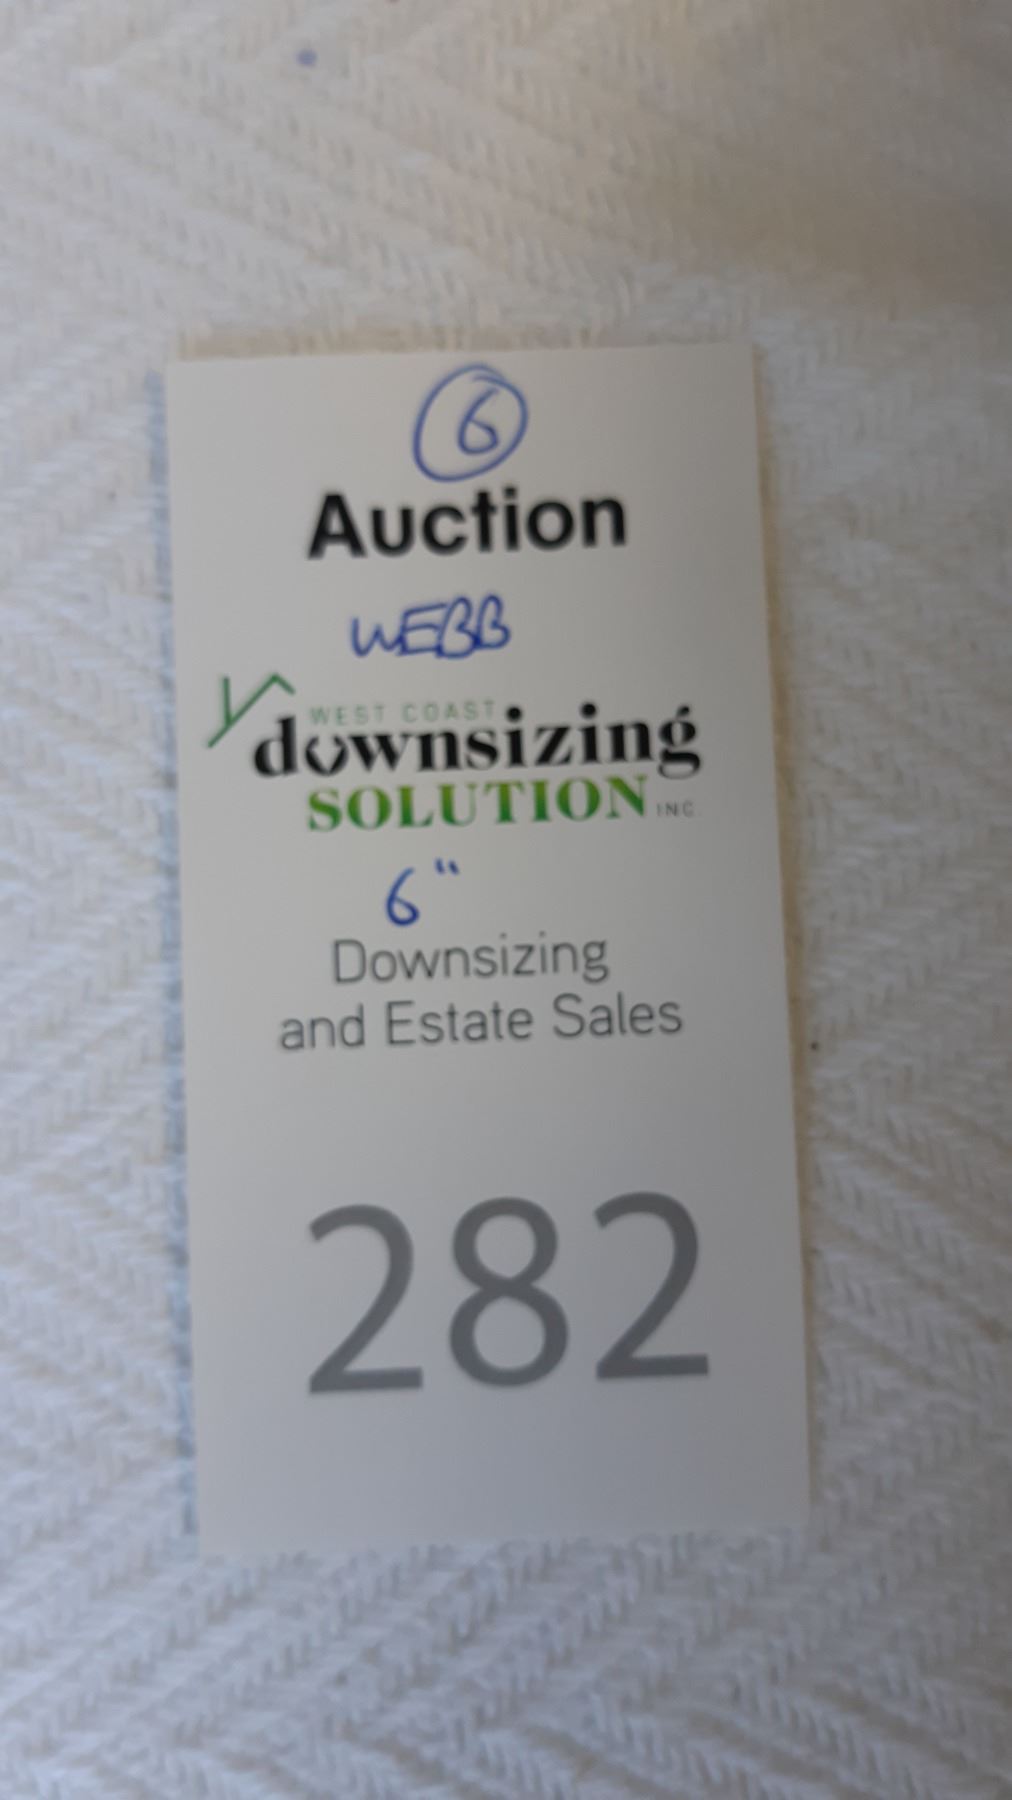 6
Auction
WEBB
WEST COAST
downsizing
SOLUTION INC.
6"
Downsizing
and Estate Sales
282